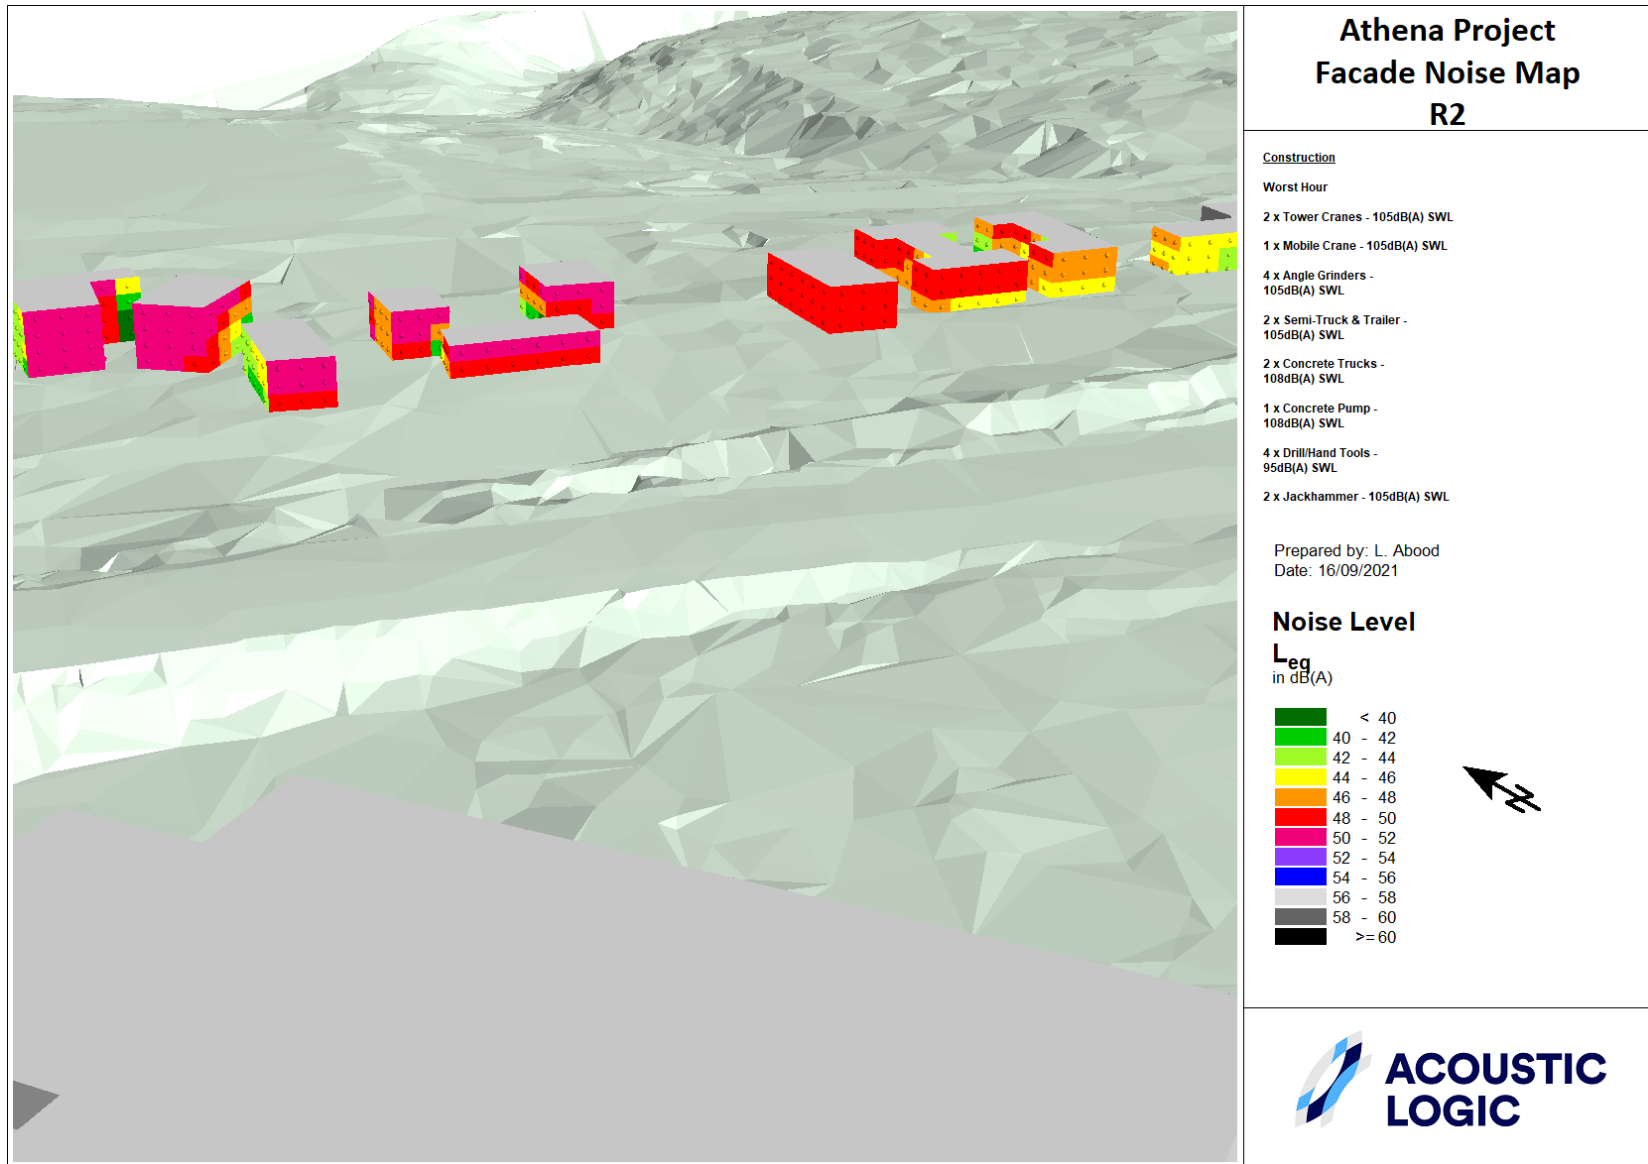 Athena Project
Facade Noise Map
R2
Construction
Worst Hour
2 x Tower Cranes - 105dB(A) SWL
1 x Mobile Crane - 105dB(A) SWL
4 x Angle Grinders -
105dB(A) SWL
2 x Semi-Truck & Trailer -
105dB(A) SWL
2 x Concrete Trucks -
108dB(A) SWL
1 x Concrete Pump -
108dB(A) SWL
4 x Drill/Hand Tools -
95dB(A) SWL
2 x Jackhammer - 105dB(A) SWL
Prepared by: L. Abood
Date: 16/09/2021
Noise Level
Leq
in dB(A)
< 40
40 - 42
42 - 44
44 - 46
46 - 48
48 - 50
50 - 52
52 - 54
54 - 56
56 - 58
58 - 60
>= 60
N
ACOUSTIC
LOGIC